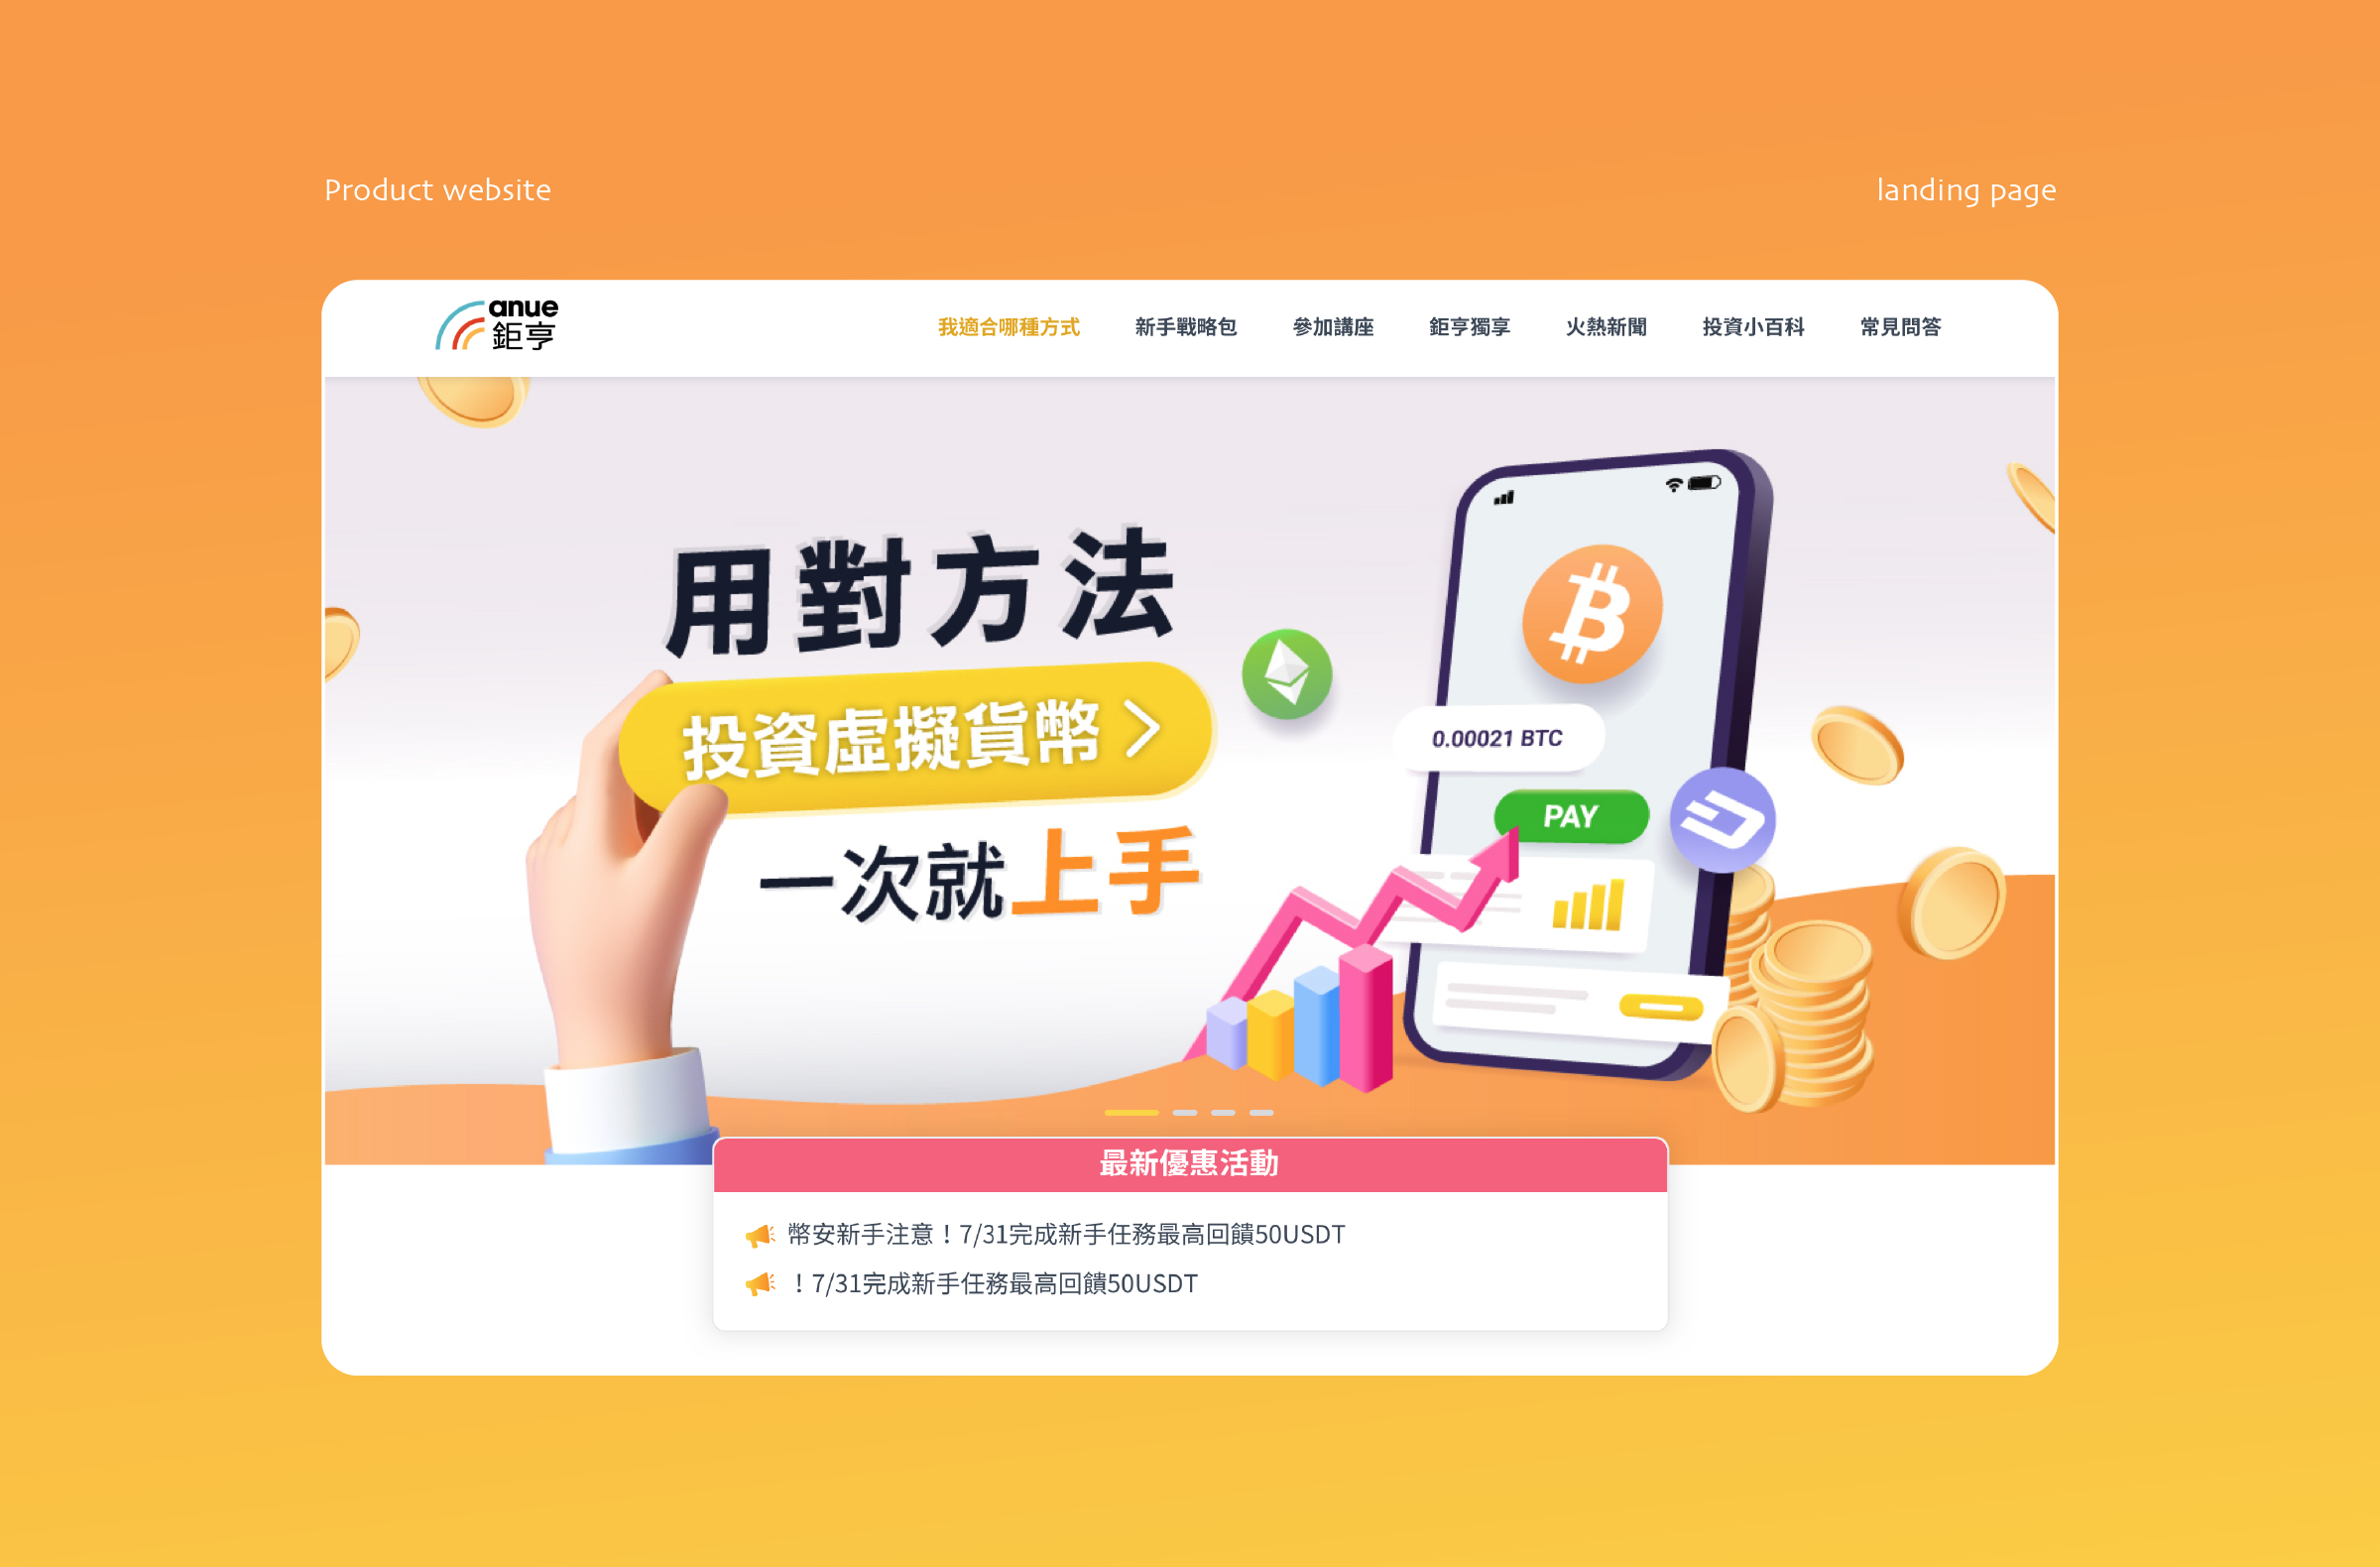 Product website
landing page
anue
鉅亨
我適合哪種方式
新手戰略包
參加講座
鉅亨獨享
火熱新聞
投資小百科
常見問答
用對方法
投資虛擬貨幣 >
一次就上手
0.00021 BTC
PAY
最新優惠活動
幣安新手注意！7/31完成新手任務最高回饋50USDT
！7/31完成新手任務最高回饋50USDT